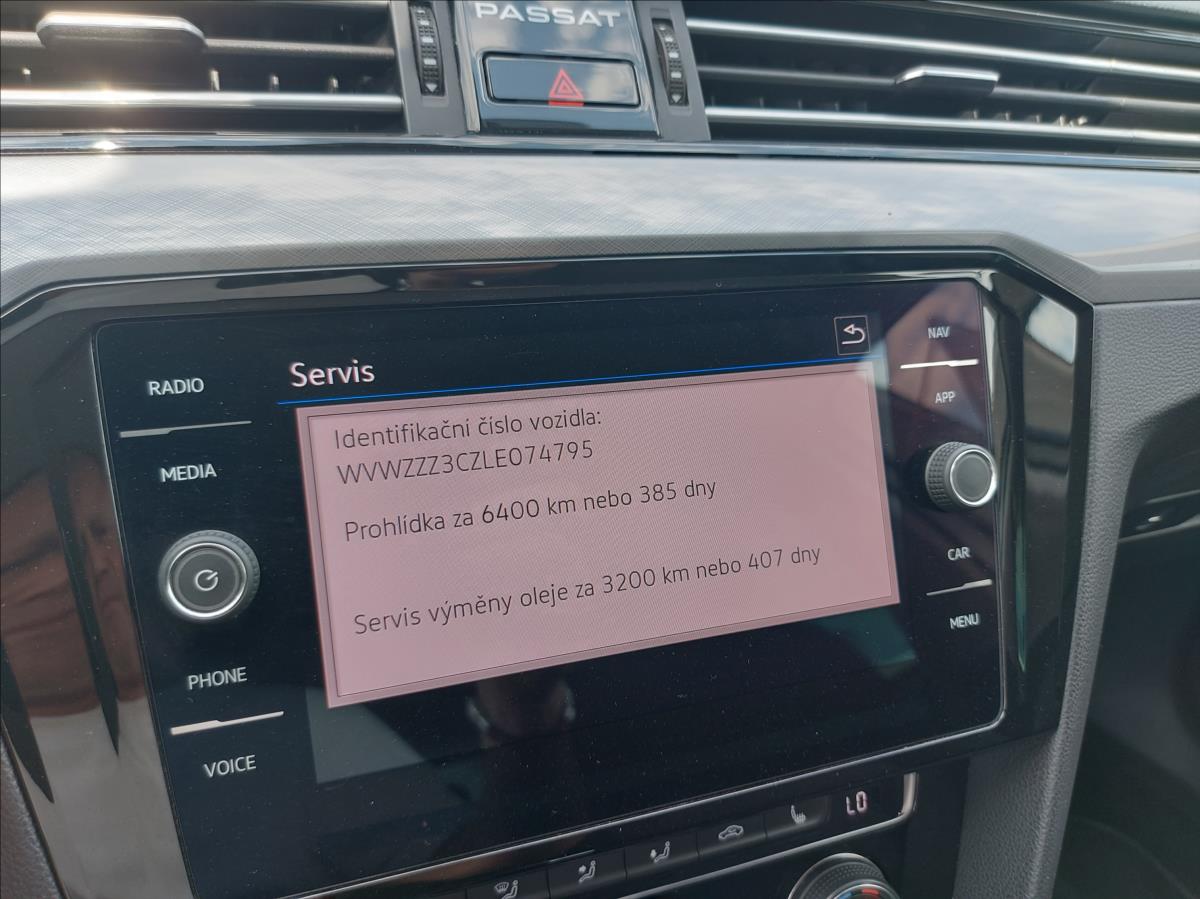 PASSAT
RADIO
MEDIA
PHONE
VOICE
Servis
Identifikační číslo vozidla:
WVWZZZ3CZLE074795
Prohlídka za 6400 km nebo 385 dny
Servis výměny oleje za 3200 km nebo 407 dny
NAV
APP
CAR
MENU
LO